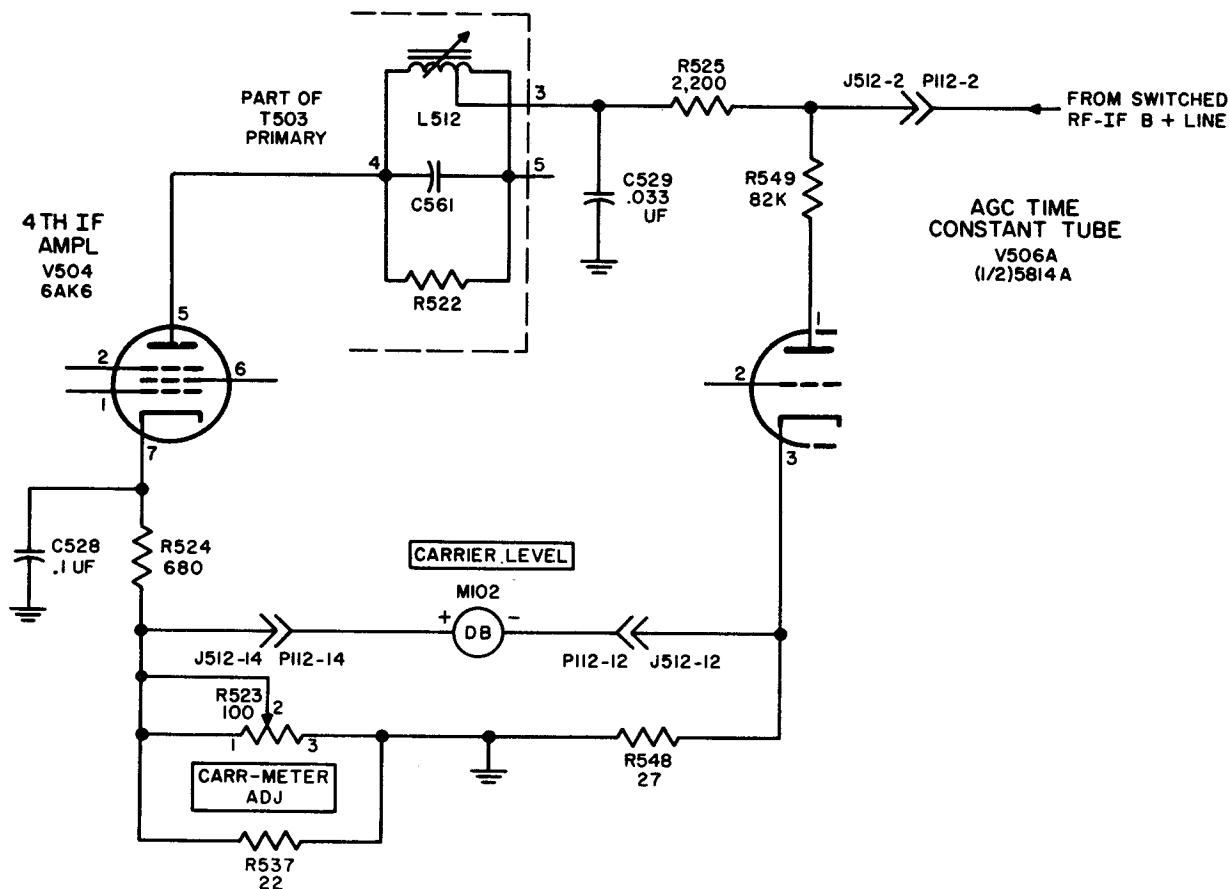 PART OF
T503
PRIMARY
L512
3
4
5
C561
R522
R525
2,200
J512-2 P112-2
FROM SWITCHED
RF-IF B + LINE
C529
.033
UF
R549
82K
AGC TIME
CONSTANT TUBE
V506A
(1/2)5814A
4TH IF
AMPL
V504
6AK6
5
2
6
1
7
1
2
3
C528
.1UF
R524
680
CARRIER LEVEL
M102
+
DB
-
J512-14 P112-14
P112-12 J512-12
R523
100
2
1
3
CARR-METER
ADJ
R548
27
R537
22